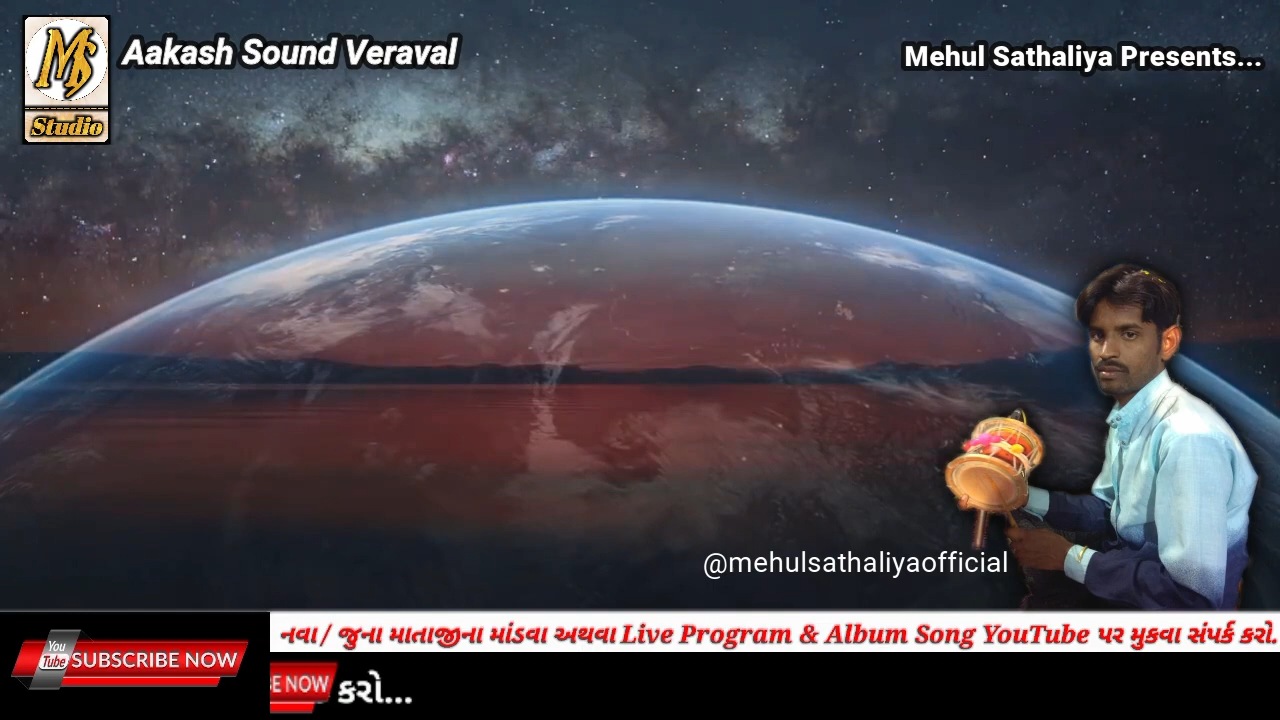 MS
Studio
Aakash Sound Veraval
Mehul Sathaliya Presents...
@mehulsathaliyaofficial
You
Tube
SUBSCRIBE NOW
નવા / જુના માતાજીના માંડવા અથવા Live Program & Album Song YouTube પર મુકવા સંપર્ક કરો.
E NOW કરો...